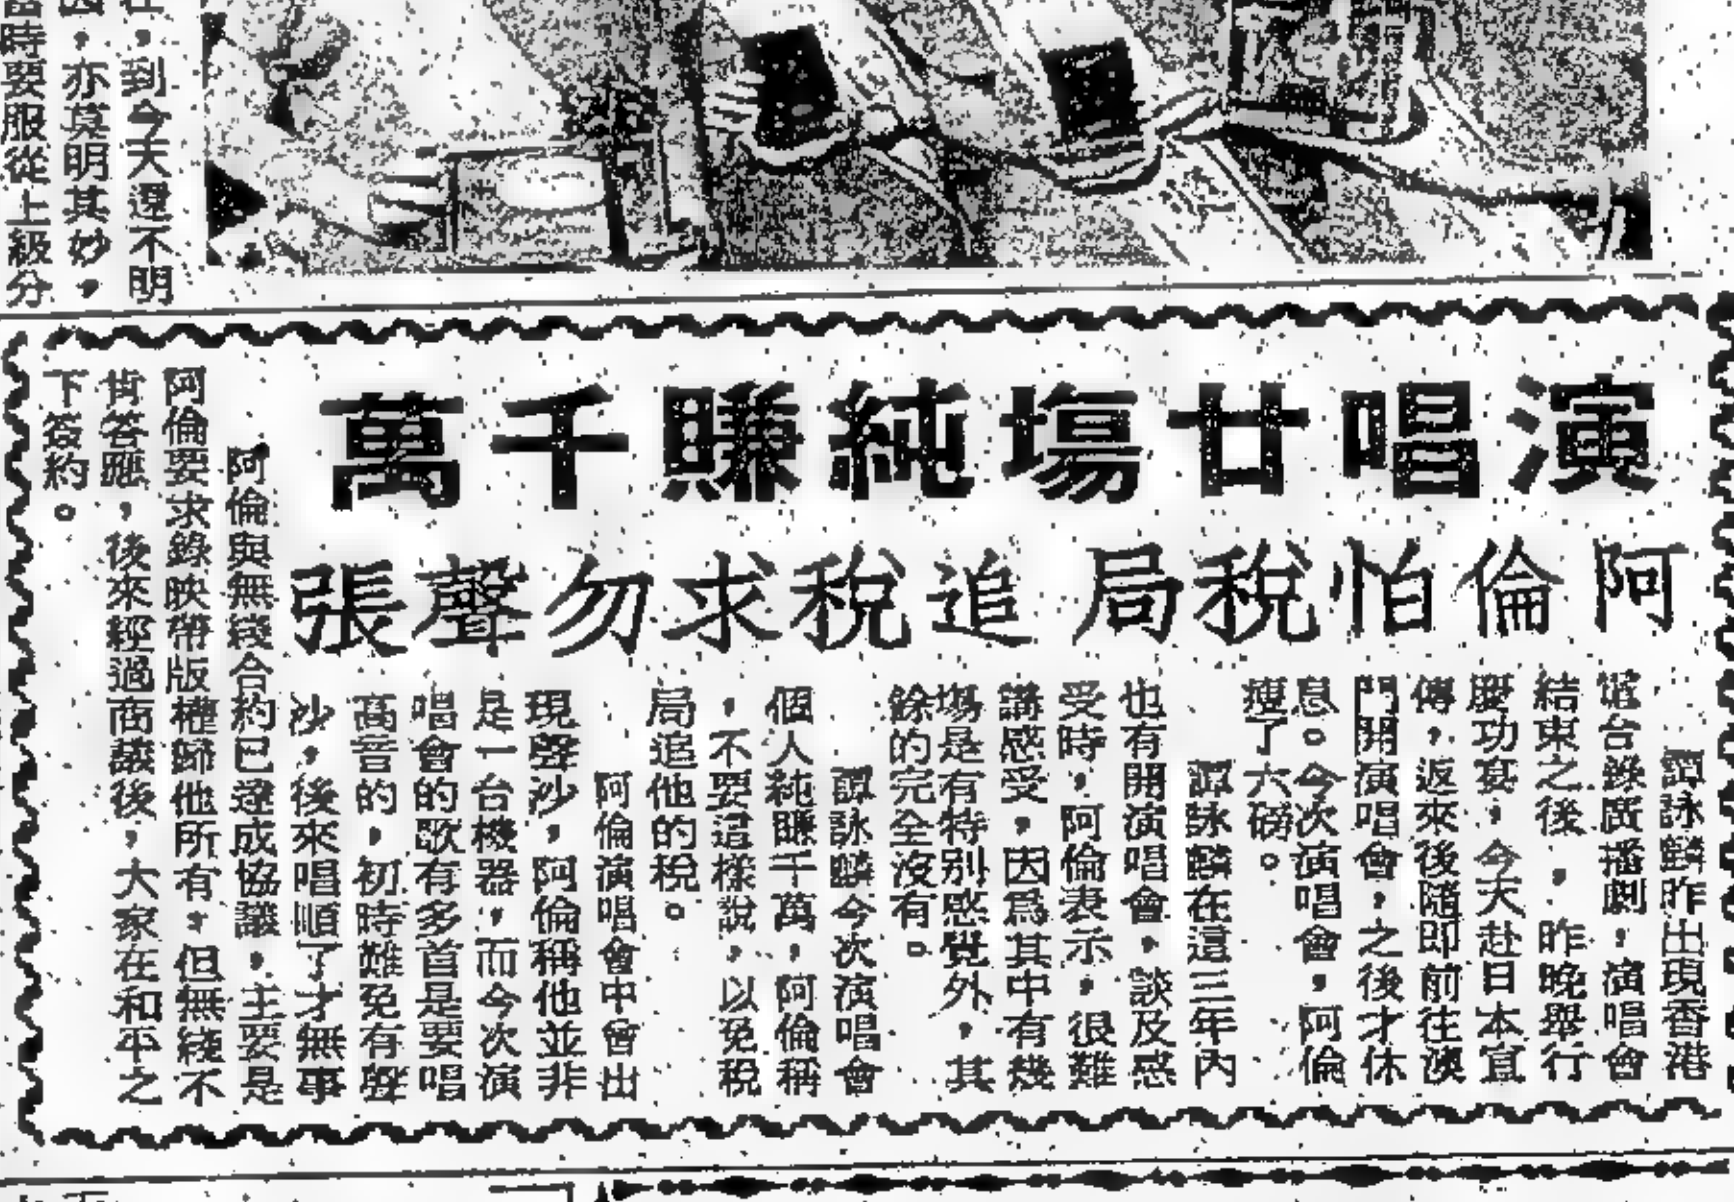 演唱廿場純賺千萬
阿倫怕稅局追稅求勿聲張
譚詠麟昨出現香港
電台錄廣播劇，演唱會
結束之後，昨晚舉行
慶功宴，今天赴日本宣
傳，返來後隨即前往澳
門開演唱會，之後才休
息。今次演唱會，阿倫
瘦了六磅。
譚詠麟在這三年內
也有開演唱會，談及感
受時，阿倫表示，很難
講感受，因為其中有幾
場是有特別感覺外，其
餘的完全沒有。
譚詠麟今次演唱會
個人純賺千萬，阿倫稱
，不要這樣說，以免稅
局追他的稅。
阿倫演唱會中曾出
現聲沙，阿倫稱他並非
是一台機器，而今次演
唱會的歌有多首是要唱
高音的，初時難免有聲
沙，後來唱順了才無事
阿倫與無綫合約已達成協議，主要是
阿倫要求錄映帶版權歸他所有，但無綫不
肯答應，後來經過商議後，大家在和平之
下簽約。
，到今天還不明
，亦莫明其妙，
時要服從上級分